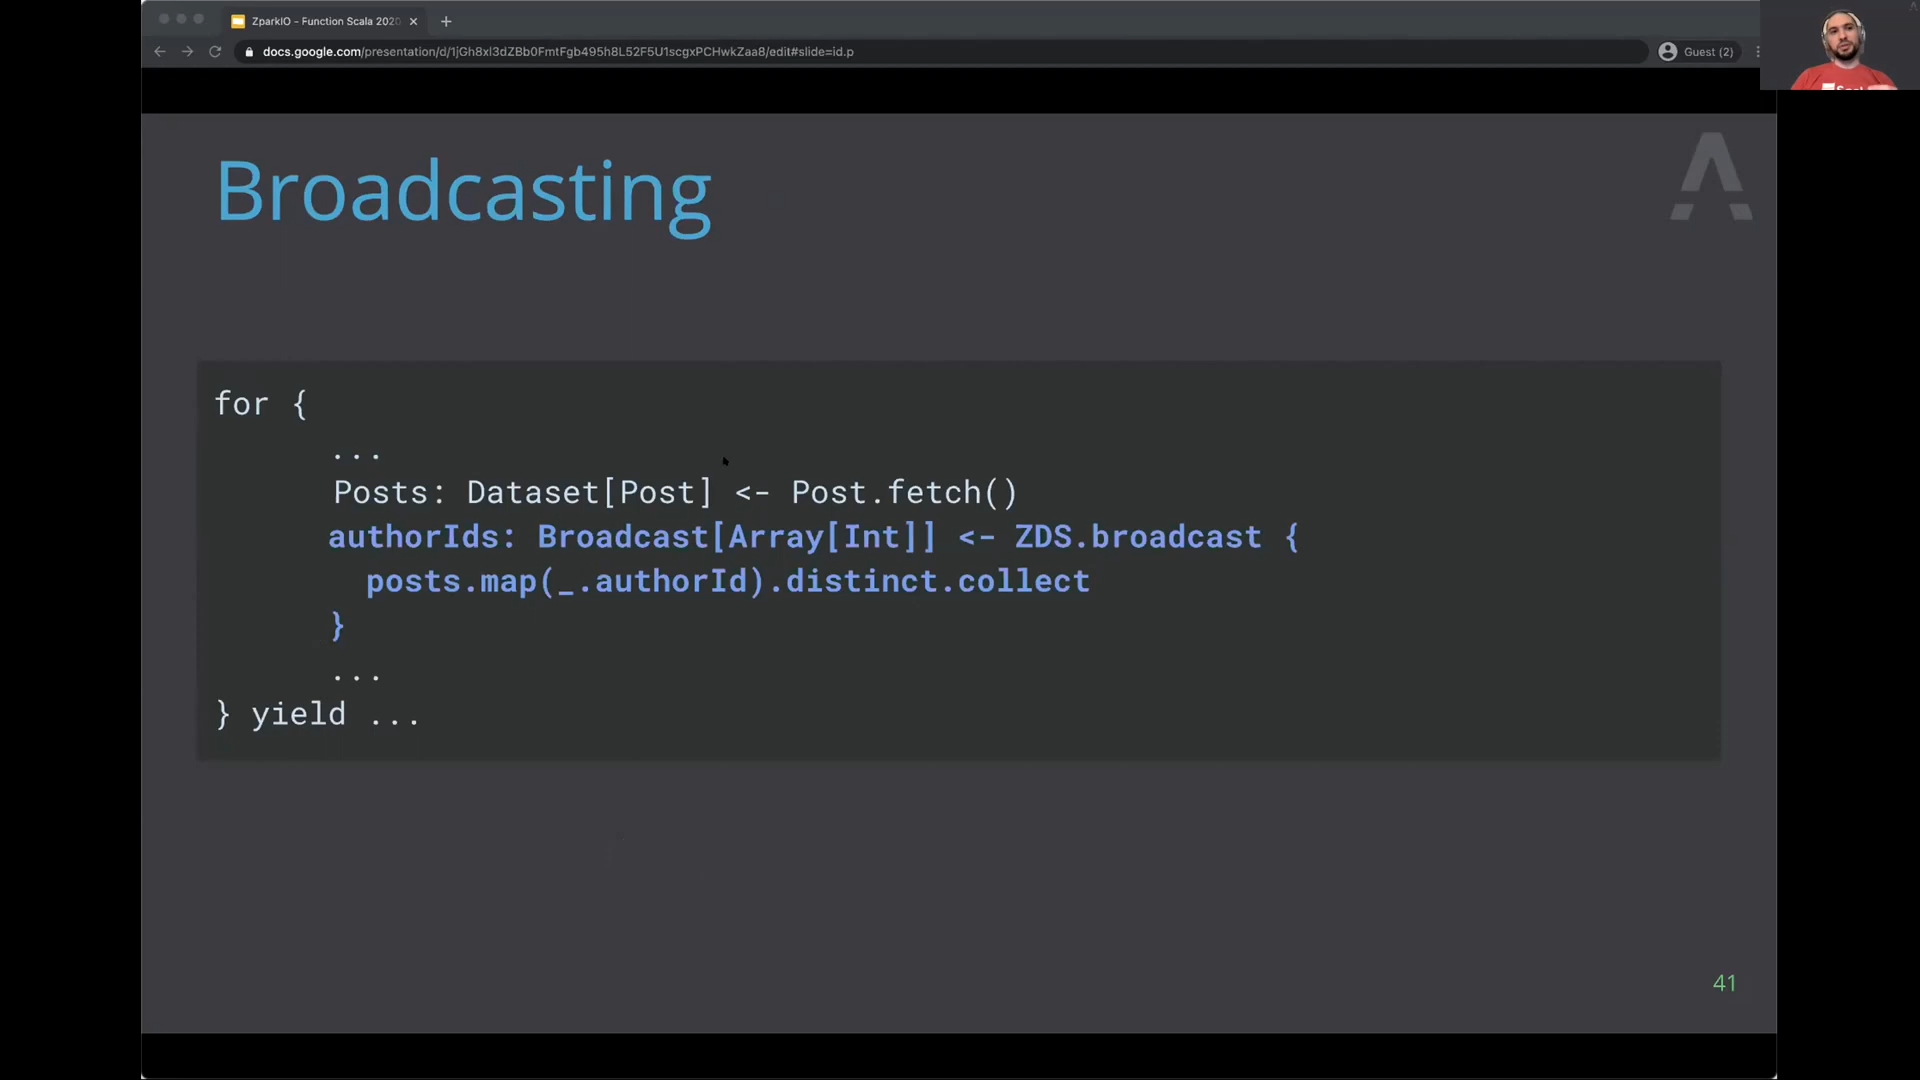 ZparkIO - Function Scala 2020
docs.google.com/presentation/d/1jGh8xl3dZBb0FmtFgb495h8L52F5U1scgxPCHwkZaa8/edit#slide=id.p
Guest (2)
Broadcasting
for {
...
Posts: Dataset[Post] <- Post.fetch()
authorIds: Broadcast[Array[Int]] <- ZDS.broadcast {
posts.map(_.authorId).distinct.collect
}
...
} yield ...
41